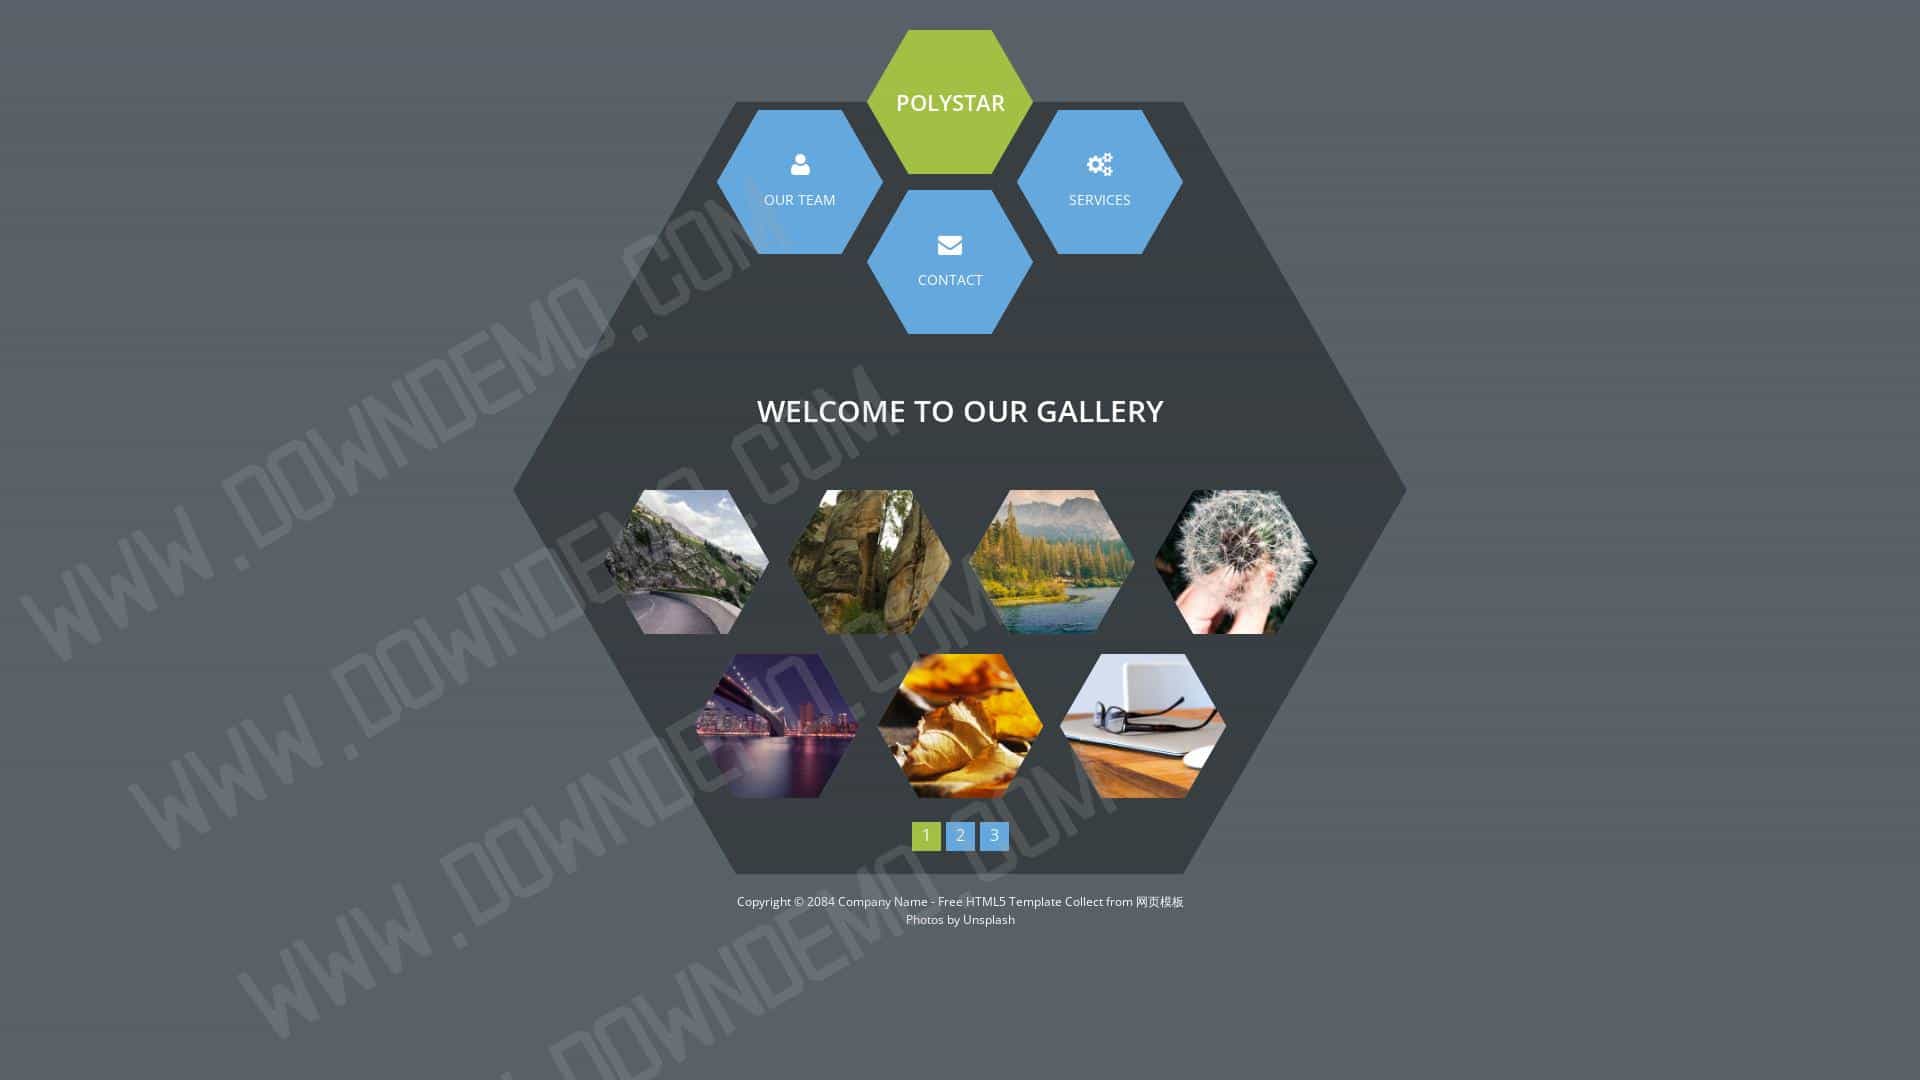 POLYSTAR
OUR TEAM
SERVICES
CONTACT
WELCOME TO OUR GALLERY
1 2 3
Copyright © 2084 Company Name - Free HTML5 Template Collect from 网页模板
Photos by Unsplash
WWW.DOWNDEMO.COM
WWW.DOWNDEMO.COM
WWW.DOWNDEMO.COM
.DOWNDEMO.COM